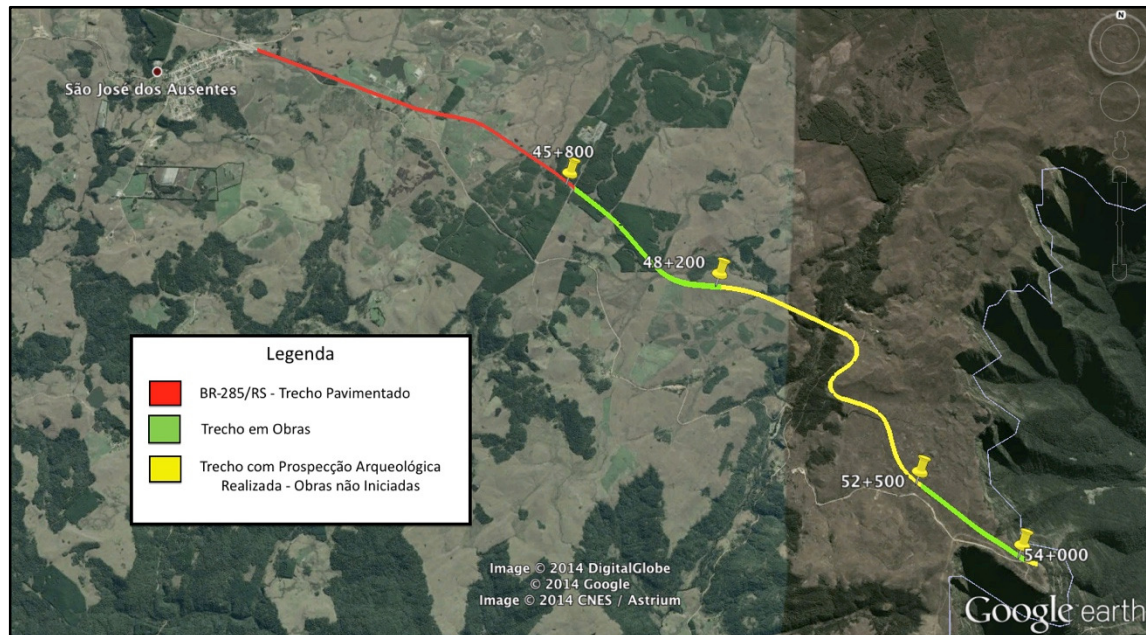 N
São José dos Ausentes
45+800
48+200
Legenda
BR-285/RS - Trecho Pavimentado
Trecho em Obras
Trecho com Prospecção Arqueológica
Realizada - Obras não Iniciadas
52+500
54+000
Image © 2014 DigitalGlobe
© 2014 Google
Image © 2014 CNES / Astrium
Google earth